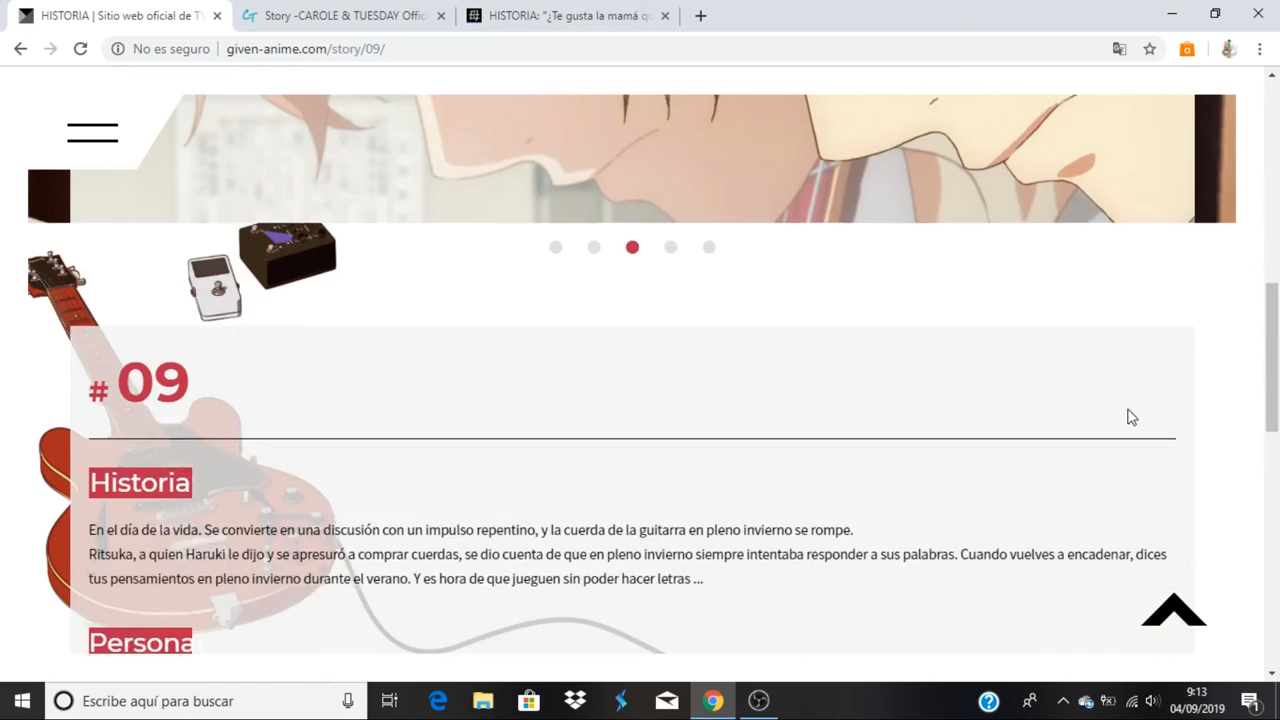 HISTORIA | Sitio web oficial de TV
Story -CAROLE & TUESDAY Offic
HISTORIA: "¿Te gusta la mamá qu
No es seguro
given-anime.com/story/09/
# 09
Historia
En el día de la vida. Se convierte en una discusión con un impulso repentino, y la cuerda de la guitarra en pleno invierno se rompe.
Ritsuka, a quien Haruki le dijo y se apresuró a comprar cuerdas, se dio cuenta de que en pleno invierno siempre intentaba responder a sus palabras. Cuando vuelves a encadenar, dices
tus pensamientos en pleno invierno durante el verano. Y es hora de que jueguen sin poder hacer letras ...
Persona
Escribe aquí para buscar
9:13
04/09/2019